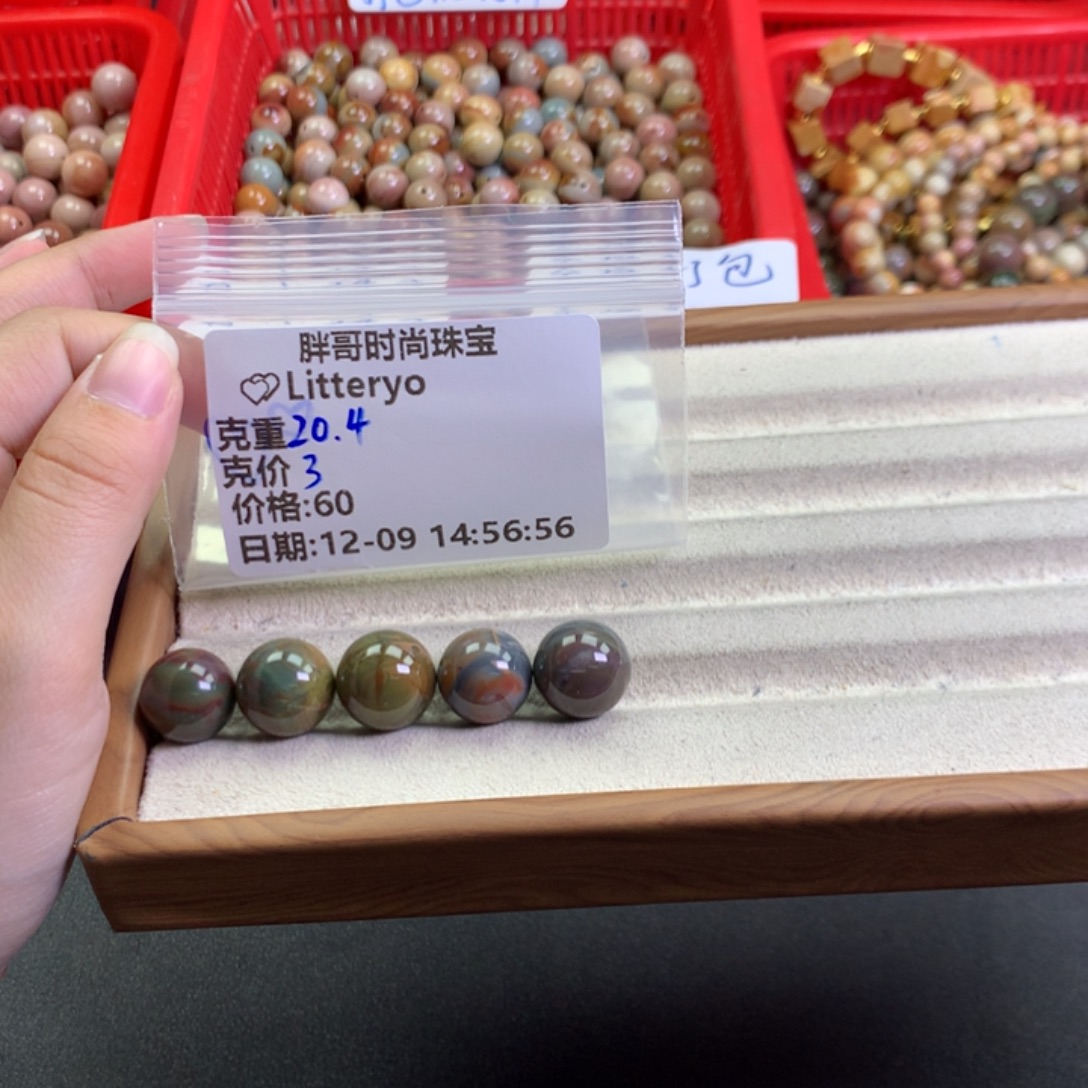 包
胖哥时尚珠宝
Litteryo
克重20.4
克价 3
价格:60
日期:12-09 14:56:56